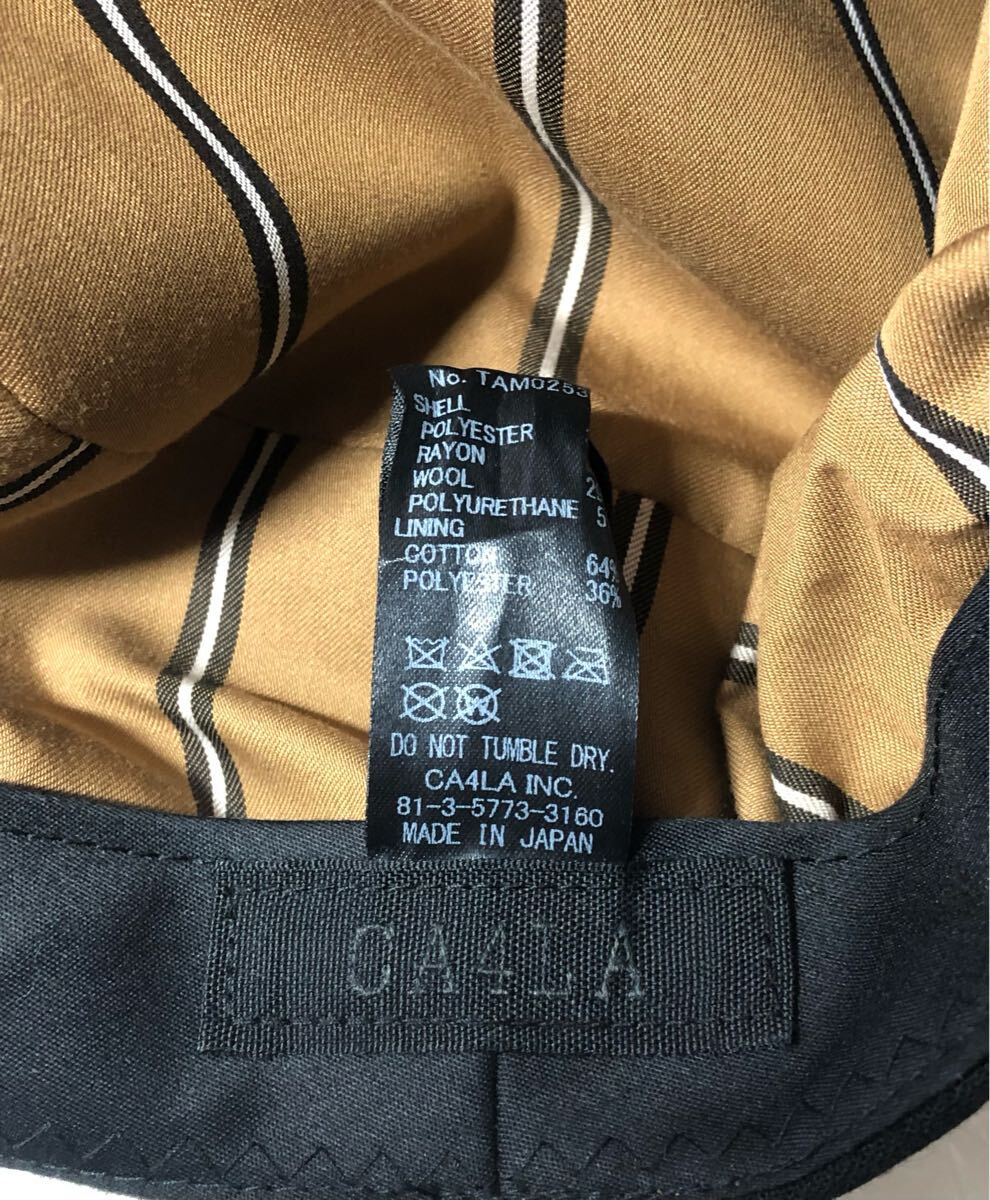 No. TAM0253
SHELL
POLYESTER
RAYON
WOOL
POLYURETHANE 5
LINING
COTTON 64%
POLYESTER 36%
DO NOT TUMBLE DRY.
CA4LA INC.
81-3-5773-3160
MADE IN JAPAN
CA4LA